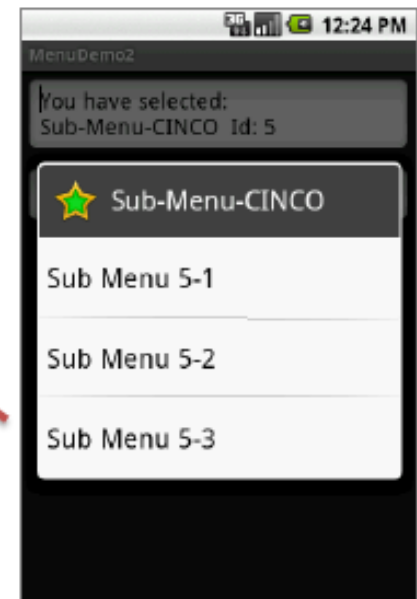 3G 12:24 PM
MenuDemo2
You have selected:
Sub-Menu-CINCO Id: 5
Sub-Menu-CINCO
Sub Menu 5-1
Sub Menu 5-2
Sub Menu 5-3